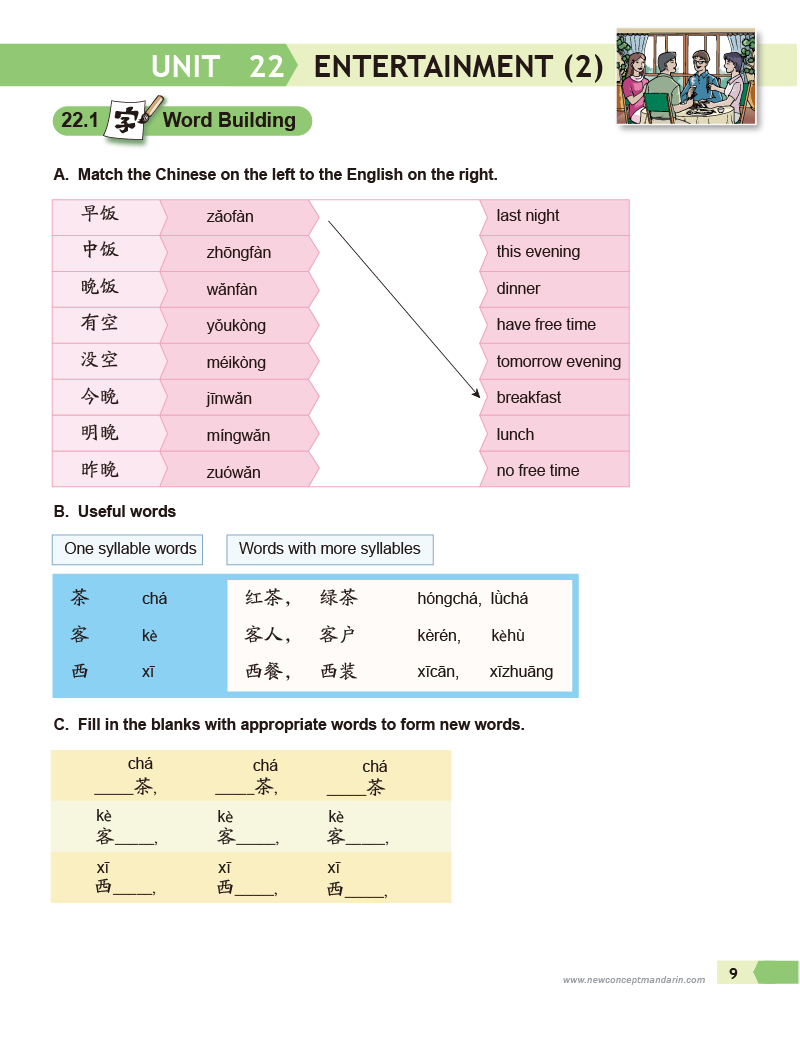 UNIT 22 ENTERTAINMENT (2)
22.1 字 Word Building
A. Match the Chinese on the left to the English on the right.
早饭 zăofàn last night
中饭 zhōngfàn this evening
晚饭 wănfàn dinner
有空 yŏukòng have free time
没空 méikòng tomorrow evening
今晚 jīnwăn breakfast
明晚 míngwăn lunch
昨晚 zuówăn no free time
B. Useful words
One syllable words Words with more syllables
茶 chá 红茶, 绿茶 hóngchá, lǜchá
客 kè 客人, 客户 kèrén, kèhù
西 xī 西餐, 西装 xīcān, xīzhuāng
C. Fill in the blanks with appropriate words to form new words.
chá chá chá
____茶, ____茶, ____茶
kè kè kè
客____, 客____, 客____,
xī xī xī
西____, 西____, 西____,
www.newconceptmandarin.com 9